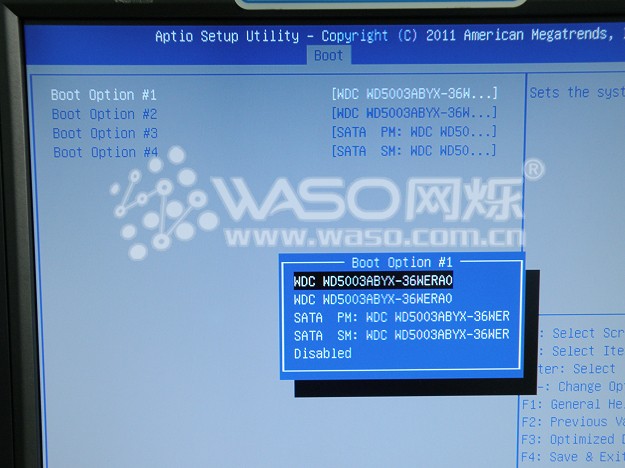 Aptio Setup Utility – Copyright (C) 2011 American Megatrends,
Boot
Boot Option #1 [WDC WD5003ABYX-36W...] Sets the syst
Boot Option #2 [WDC WD5003ABYX-36W...]
Boot Option #3 [SATA PM: WDC WD50...]
Boot Option #4 [SATA SM: WDC WD50...]
WASO网烁®
www.waso.com.cn
Boot Option #1
WDC WD5003ABYX-36WERA0
WDC WD5003ABYX-36WERA0
SATA PM: WDC WD5003ABYX-36WER
SATA SM: WDC WD5003ABYX-36WER
Disabled
: Select Scr
: Select Ite
ter: Select
-: Change Op
F1: General He
F2: Previous Va
F3: Optimized D
F4: Save & Exit